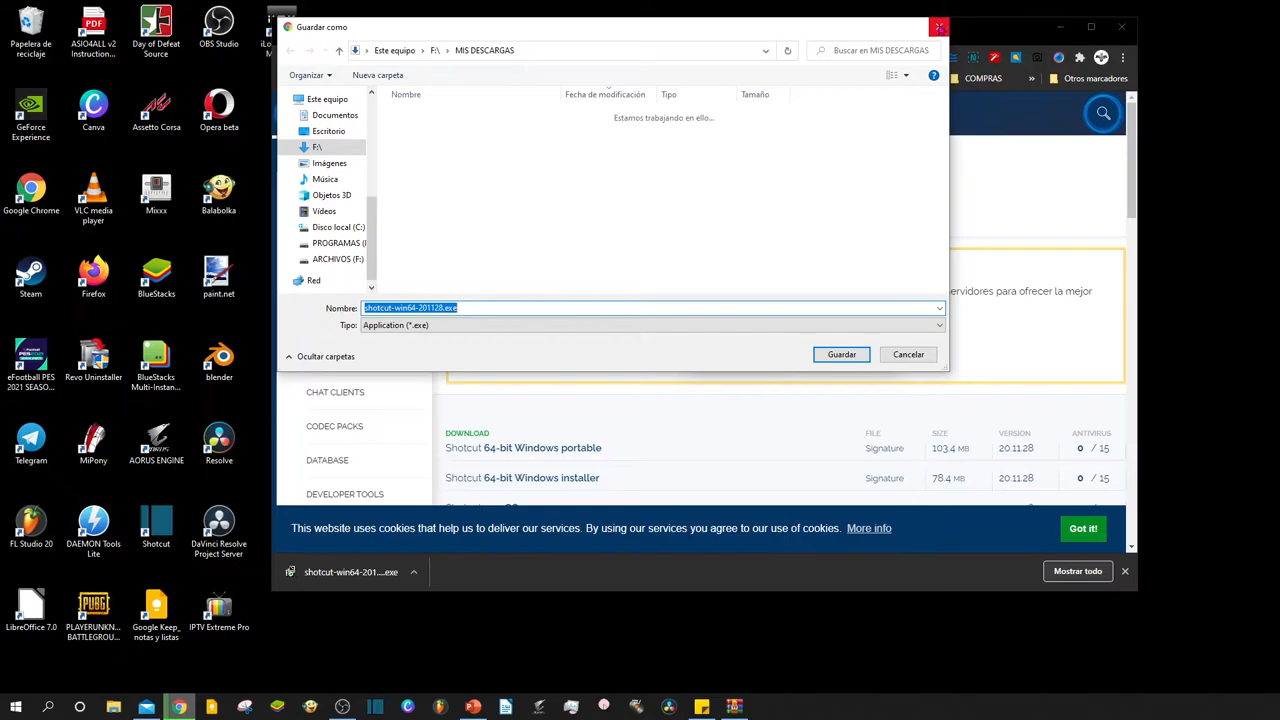 Papelera de reciclaje
ASIO4ALL v2 Instruction...
Day of Defeat Source
OBS Studio
GeForce Experience
Canva
Assetto Corsa
Opera beta
Google Chrome
VLC media player
Mixxx
Balabolka
Steam
Firefox
BlueStacks
paint.net
eFootball PES 2021 SEASO...
Revo Uninstaller
BlueStacks Multi-Instan...
blender
Telegram
MiPony
AORUS ENGINE
Resolve
FL Studio 20
DAEMON Tools Lite
Shotcut
DaVinci Resolve Project Server
LibreOffice 7.0
PLAYERUNKN... BATTLEGROU...
Google Keep_ notas y listas
IPTV Extreme Pro
Guardar como
Este equipo › F:\ › MIS DESCARGAS
Buscar en MIS DESCARGAS
Organizar
Nueva carpeta
Nombre
Fecha de modificación
Tipo
Tamaño
Estamos trabajando en ello...
Este equipo
Documentos
Escritorio
F:\
Imágenes
Música
Objetos 3D
Vídeos
Disco local (C:)
PROGRAMAS (
ARCHIVOS (F:)
Red
Nombre: shotcut-win64-201128.exe
Tipo: Application (*.exe)
Ocultar carpetas
Guardar
Cancelar
COMPRAS
»
Otros marcadores
ervidores para ofrecer la mejor
CHAT CLIENTS
CODEC PACKS
DATABASE
DEVELOPER TOOLS
DOWNLOAD FILE SIZE VERSION ANTIVIRUS
Shotcut 64-bit Windows portable Signature 103.4 MB 20.11.28 0 / 15
Shotcut 64-bit Windows installer Signature 78.4 MB 20.11.28 0 / 15
This website uses cookies that help us to deliver our services. By using our services you agree to our use of cookies. More info
Got it!
shotcut-win64-201....exe
Mostrar todo